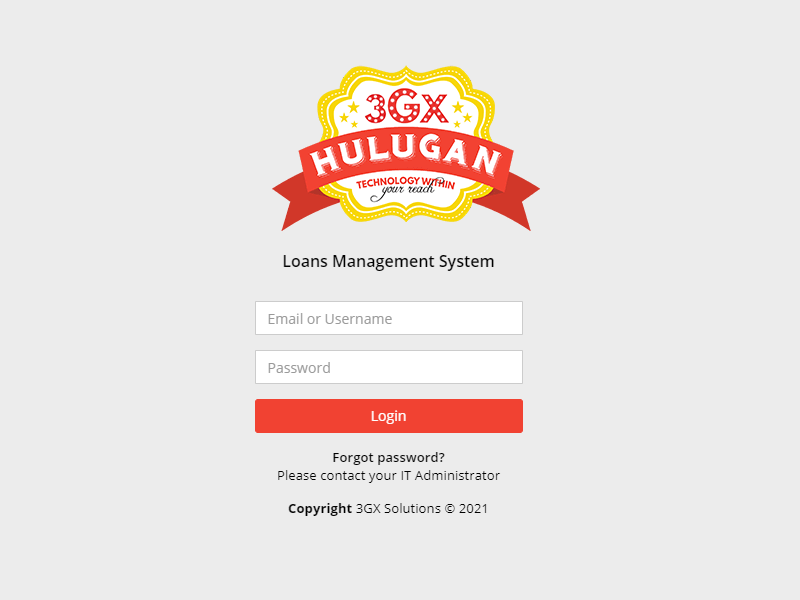 3GX
HULUGAN
TECHNOLOGY WITHIN
your reach
Loans Management System
Email or Username
Password
Login
Forgot password?
Please contact your IT Administrator
Copyright 3GX Solutions © 2021